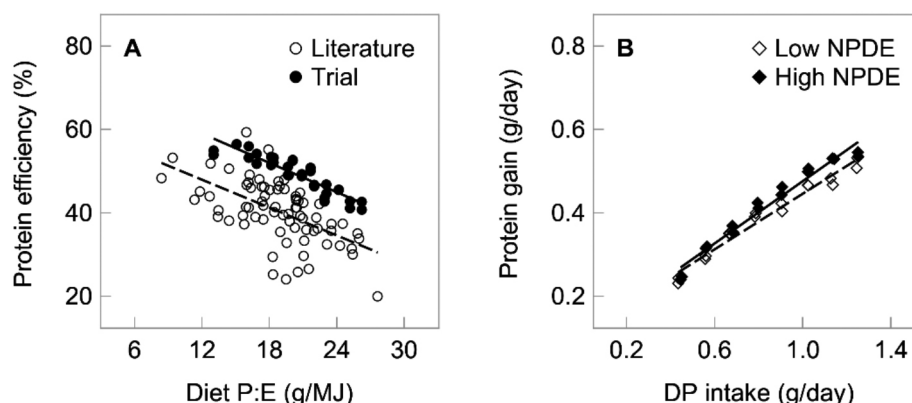 A
Literature
Trial
Protein efficiency (%)
80
60
40
20
6 12 18 24 30
Diet P:E (g/MJ)
B
Low NPDE
High NPDE
Protein gain (g/day)
0.8
0.6
0.4
0.2
0.2 0.6 1.0 1.4
DP intake (g/day)